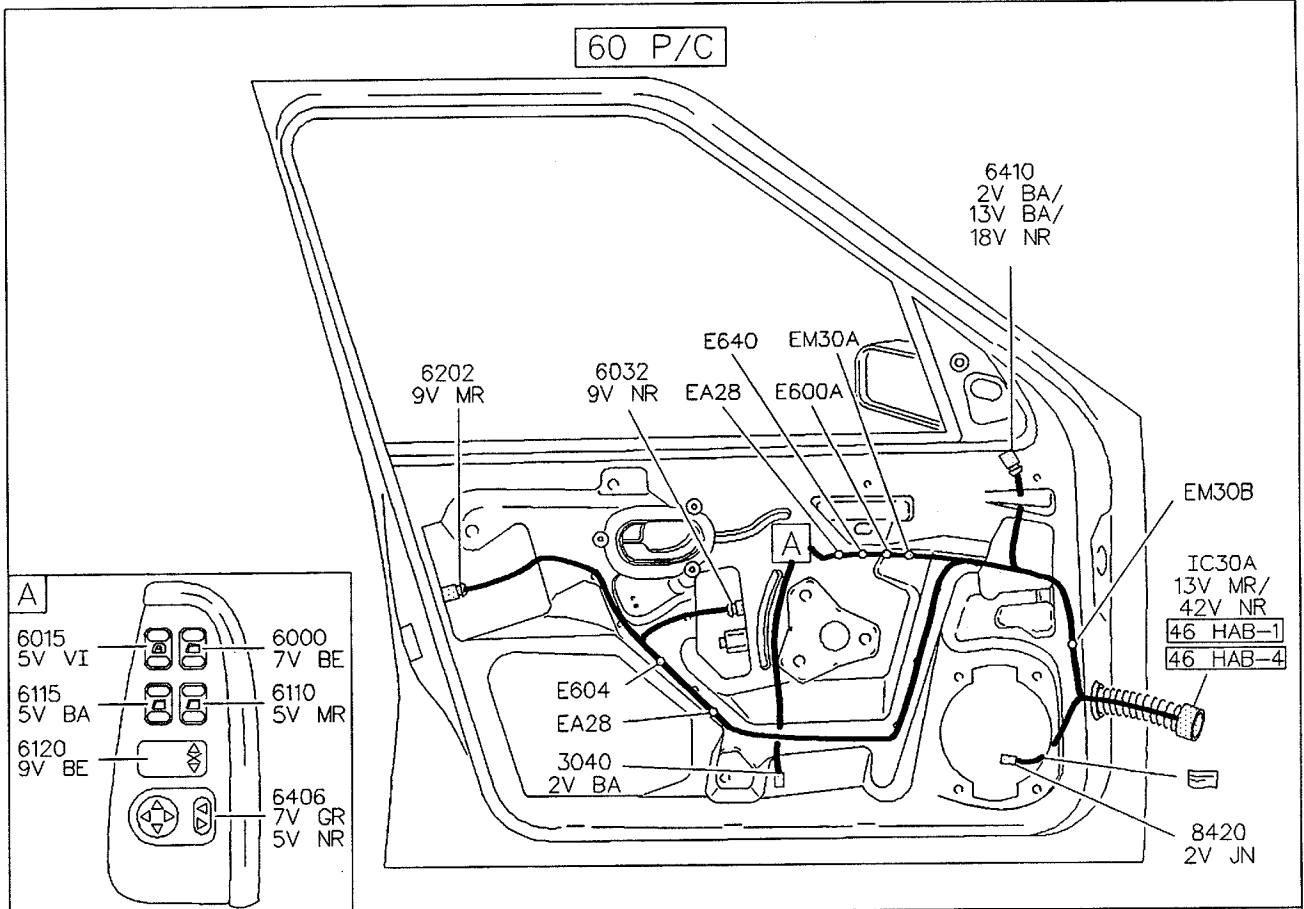 60 P/C
6410
2V BA/
13V BA/
18V NR
E640
EM30A
6202
9V MR
6032
9V NR
EA28
E600A
EM30B
A
IC30A
13V MR/
42V NR
46 HAB-1
46 HAB-4
A
6015
5V VI
6000
7V BE
6115
5V BA
6110
5V MR
6120
9V BE
6406
7V GR
5V NR
E604
EA28
3040
2V BA
8420
2V JN